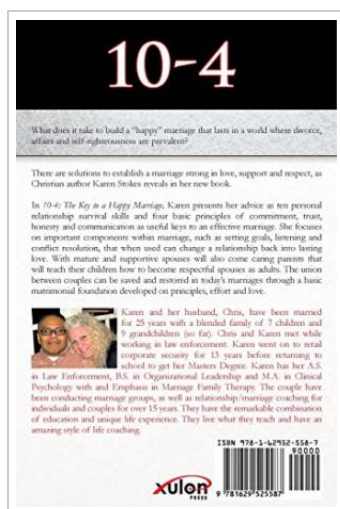 10-4
What does it take to build a "happy" marriage that lasts in a world where divorce,
affairs and self-righteousness are prevalent?
There are solutions to establish a marriage strong in love, support and respect, as
Christian author Karen Stokes reveals in her new book.
In 10-4: The Key to a Happy Marriage, Karen presents her advice as ten personal
relationship survival skills and four basic principles of commitment, trust,
honesty and communication as useful keys to an effective marriage. She focuses
on important components within marriage, such as setting goals, listening and
conflict resolution, that when used can change a relationship back into lasting
love. With mature and supportive spouses will also come caring parents that
will teach their children how to become respectful spouses as adults. The union
between couples can be saved and restored in today's marriages through a basic
matrimonial foundation developed on principles, effort and love.
Karen and her husband, Chris, have been married
for 25 years with a blended family of 7 children and
9 grandchildren (so far). Chris and Karen met while
working in law enforcement. Karen went on to retail
corporate security for 13 years before returning to
school to get her Masters Degree. Karen has her A.S.
in Law Enforcement, B.S. in Organizational Leadership and M.A. in Clinical
Psychology with and Emphasis in Marriage Family Therapy. The couple have
been conducting marriage groups, as well as relationship/marriage coaching for
individuals and couples for over 15 years. They have the remarkable combination
of education and unique life experience. They live what they teach and have an
amazing style of life coaching.
ISBN 978-1-62952-558-7
90000
xulon
PRESS
9 781629 525587